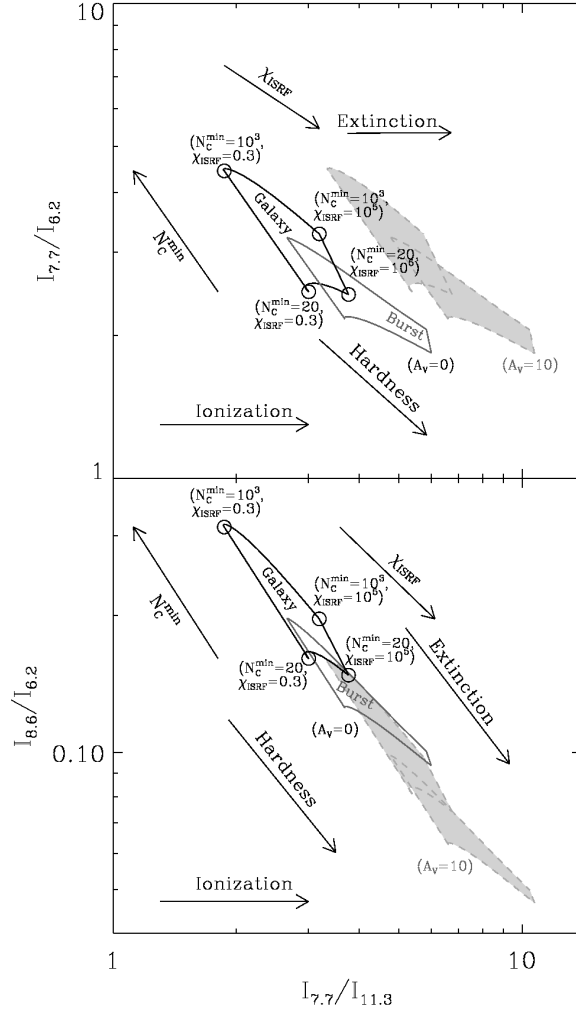 10
χISRF
Extinction
(N_C^min=10^3,
χISRF=0.3)
(N_C^min=10^3,
χISRF=10^5)
Galaxy
N_C^min
I7.7/I6.2
(N_C^min=20,
χISRF=10^5)
(N_C^min=20,
χISRF=0.3)
Burst
(A_V=0)
(A_V=10)
Hardness
Ionization
1
(N_C^min=10^3,
χISRF=0.3)
χISRF
Galaxy
(N_C^min=10^3,
χISRF=10^5)
N_C^min
Extinction
(N_C^min=20,
χISRF=10^5)
(N_C^min=20,
χISRF=0.3)
Burst
(A_V=0)
I8.6/I6.2
0.10
Hardness
(A_V=10)
Ionization
1
10
I7.7/I11.3